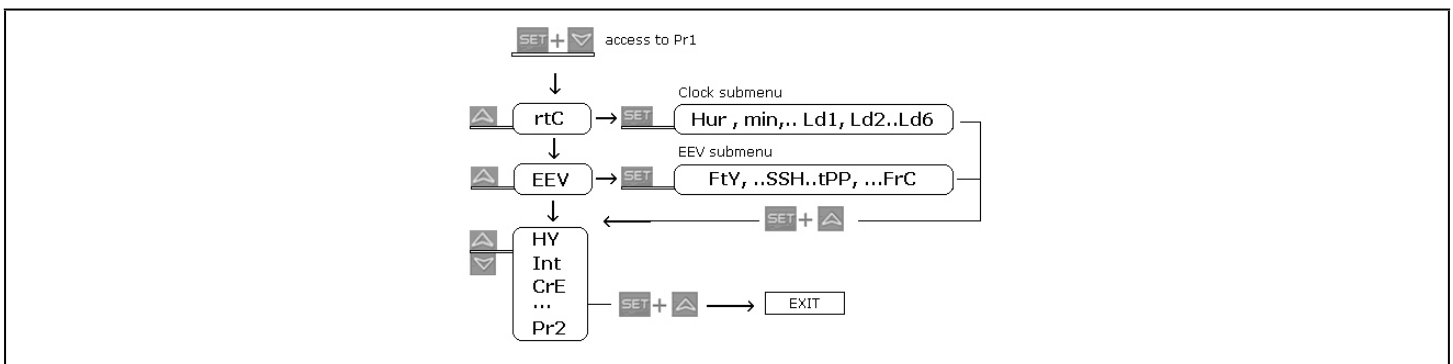 SET + access to Pr1
Clock submenu
rtC SET Hur , min,.. Ld1, Ld2..Ld6
EEV submenu
EEV SET FtY, ..SSH..tPP, ...FrC
SET +
HY
Int
CrE
...
Pr2
SET + EXIT